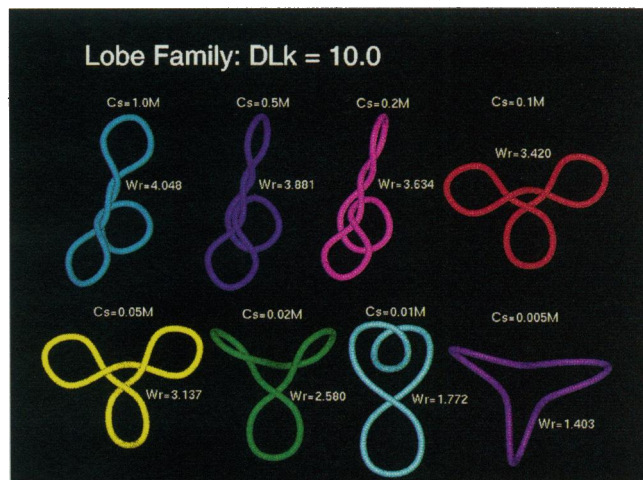 Lobe Family: DLk = 10.0
Cs=1.0M
Cs=0.5M
Cs=0.2M
Cs=0.1M
Wr=4.048
Wr=3.881
Wr=3.634
Wr=3.420
Cs=0.05M
Cs=0.02M
Cs=0.01M
Cs=0.005M
Wr=3.137
Wr=2.580
Wr=1.772
Wr=1.403